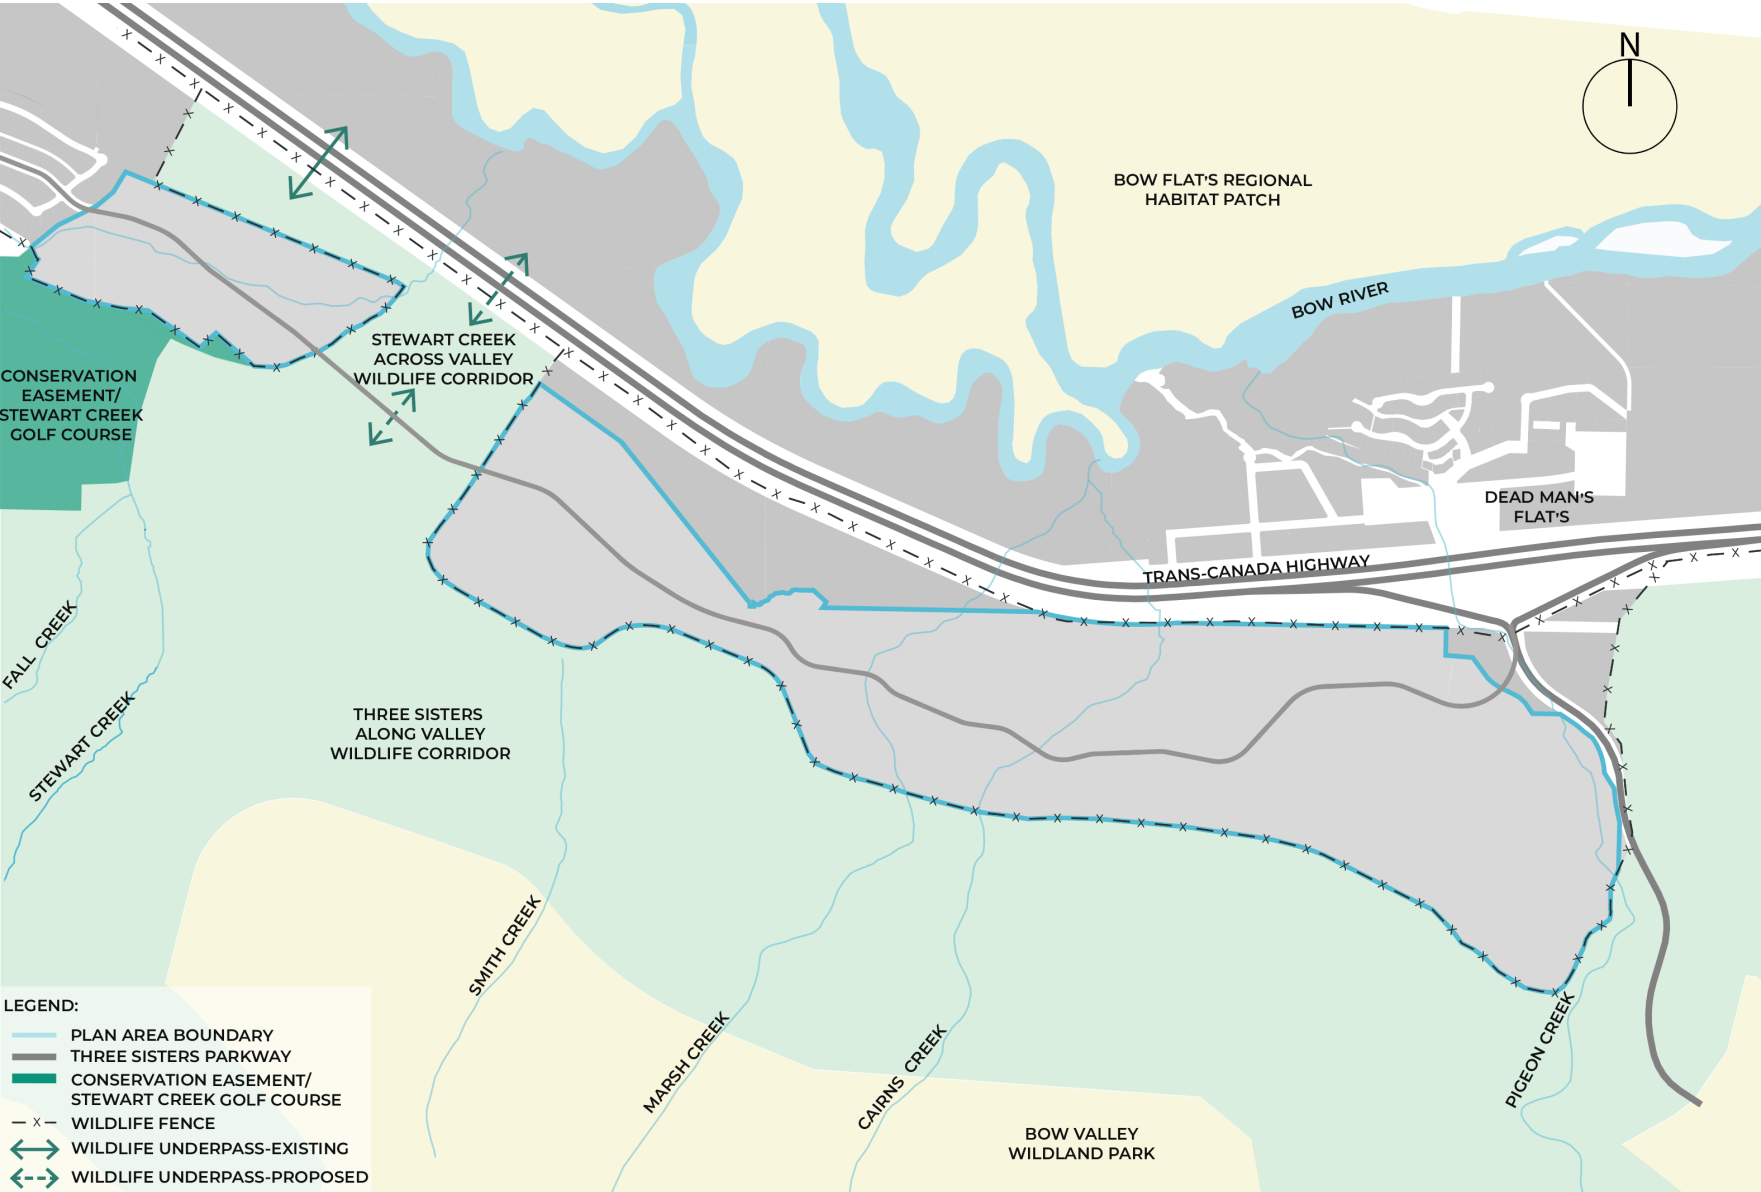 N
BOW FLAT'S REGIONAL
HABITAT PATCH
BOW RIVER
STEWART CREEK
ACROSS VALLEY
WILDLIFE CORRIDOR
CONSERVATION
EASEMENT/
STEWART CREEK
GOLF COURSE
DEAD MAN'S
FLAT'S
TRANS-CANADA HIGHWAY
FALL CREEK
STEWART CREEK
THREE SISTERS
ALONG VALLEY
WILDLIFE CORRIDOR
SMITH CREEK
MARSH CREEK
CAIRNS CREEK
PIGEON CREEK
BOW VALLEY
WILDLAND PARK
LEGEND:
PLAN AREA BOUNDARY
THREE SISTERS PARKWAY
CONSERVATION EASEMENT/
STEWART CREEK GOLF COURSE
WILDLIFE FENCE
WILDLIFE UNDERPASS-EXISTING
WILDLIFE UNDERPASS-PROPOSED